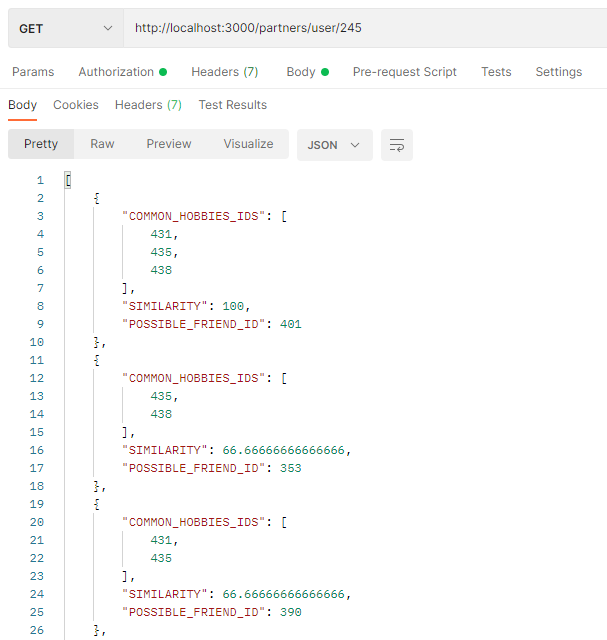 GET http://localhost:3000/partners/user/245
Params Authorization Headers (7) Body Pre-request Script Tests Settings
Body Cookies Headers (7) Test Results
Pretty Raw Preview Visualize JSON
1 [
2 {
3 "COMMON_HOBBIES_IDS": [
4 431,
5 435,
6 438
7 ],
8 "SIMILARITY": 100,
9 "POSSIBLE_FRIEND_ID": 401
10 },
11 {
12 "COMMON_HOBBIES_IDS": [
13 435,
14 438
15 ],
16 "SIMILARITY": 66.66666666666666,
17 "POSSIBLE_FRIEND_ID": 353
18 },
19 {
20 "COMMON_HOBBIES_IDS": [
21 431,
22 435
23 ],
24 "SIMILARITY": 66.66666666666666,
25 "POSSIBLE_FRIEND_ID": 390
26 },